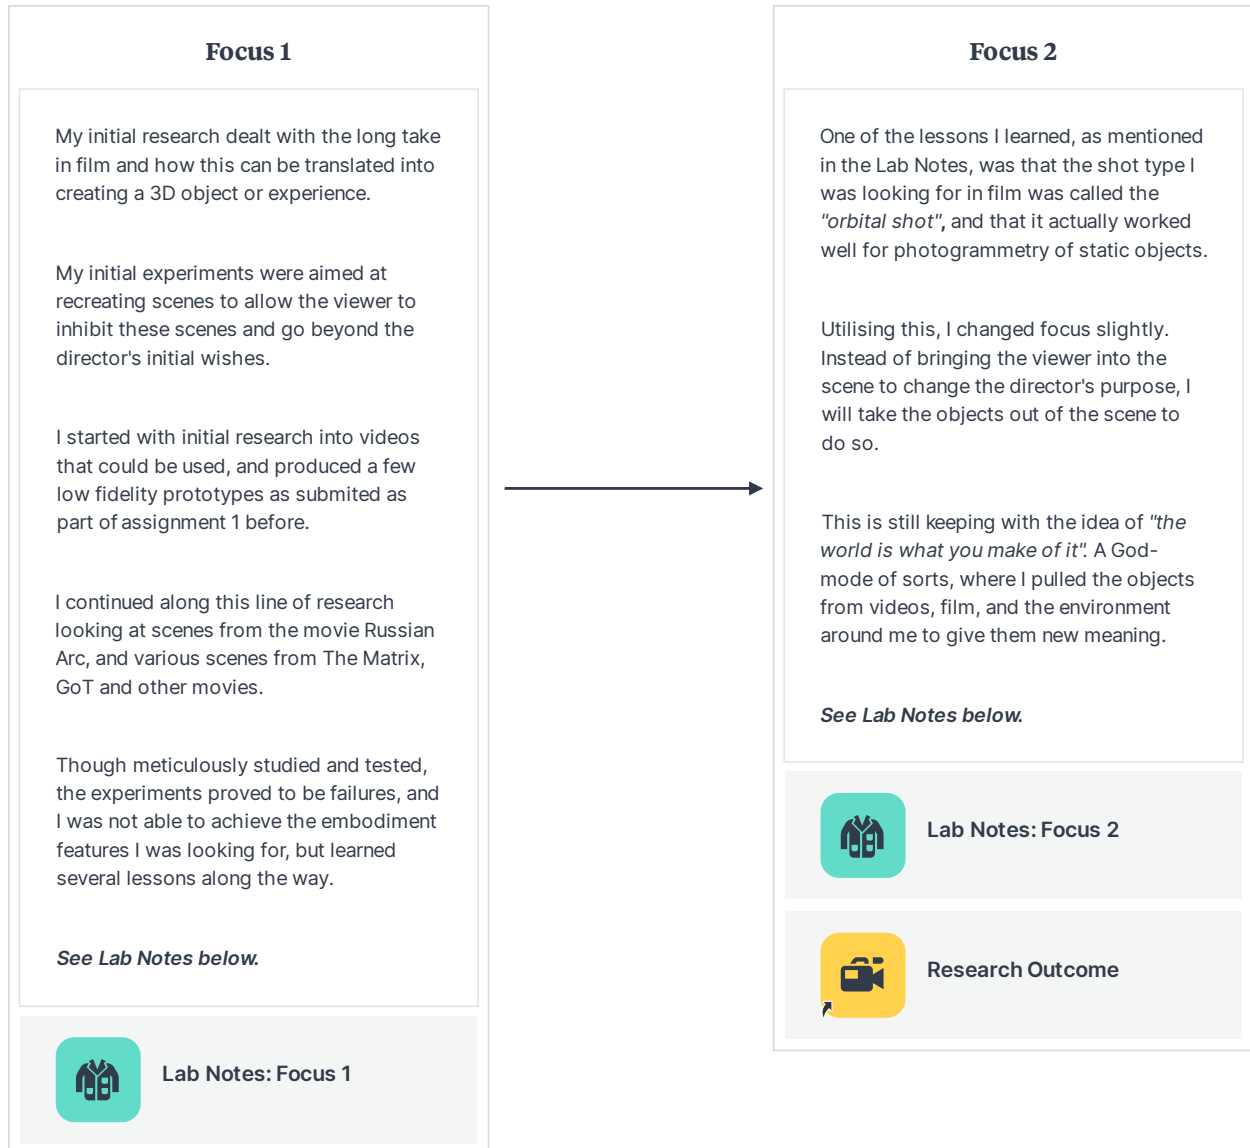 Focus 1
My initial research dealt with the long take
in film and how this can be translated into
creating a 3D object or experience.
My initial experiments were aimed at
recreating scenes to allow the viewer to
inhibit these scenes and go beyond the
director's initial wishes.
I started with initial research into videos
that could be used, and produced a few
low fidelity prototypes as submited as
part of assignment 1 before.
I continued along this line of research
looking at scenes from the movie Russian
Arc, and various scenes from The Matrix,
GoT and other movies.
Though meticulously studied and tested,
the experiments proved to be failures, and
I was not able to achieve the embodiment
features I was looking for, but learned
several lessons along the way.
See Lab Notes below.
Lab Notes: Focus 1
Focus 2
One of the lessons I learned, as mentioned
in the Lab Notes, was that the shot type I
was looking for in film was called the
"orbital shot", and that it actually worked
well for photogrammetry of static objects.
Utilising this, I changed focus slightly.
Instead of bringing the viewer into the
scene to change the director's purpose, I
will take the objects out of the scene to
do so.
This is still keeping with the idea of "the
world is what you make of it". A God-
mode of sorts, where I pulled the objects
from videos, film, and the environment
around me to give them new meaning.
See Lab Notes below.
Lab Notes: Focus 2
Research Outcome